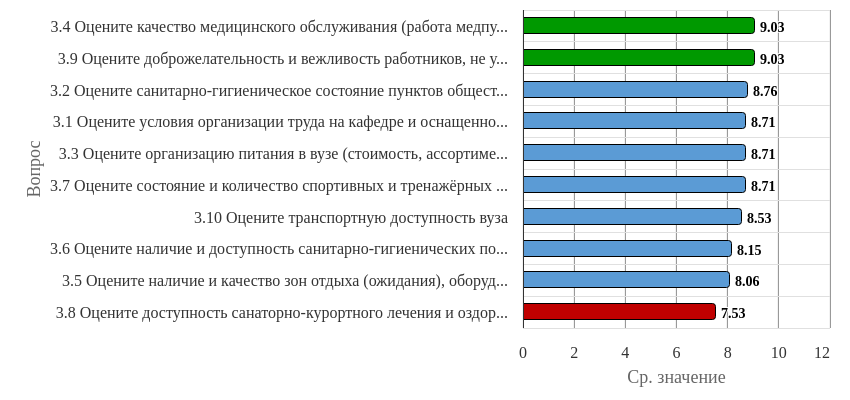 3.4 Оцените качество медицинского обслуживания (работа медпу... 9.03
3.9 Оцените доброжелательность и вежливость работников, не у... 9.03
3.2 Оцените санитарно-гигиеническое состояние пунктов общест... 8.76
3.1 Оцените условия организации труда на кафедре и оснащенно... 8.71
3.3 Оцените организацию питания в вузе (стоимость, ассортиме... 8.71
3.7 Оцените состояние и количество спортивных и тренажёрных ... 8.71
3.10 Оцените транспортную доступность вуза 8.53
3.6 Оцените наличие и доступность санитарно-гигиенических по... 8.15
3.5 Оцените наличие и качество зон отдыха (ожидания), оборуд... 8.06
3.8 Оцените доступность санаторно-курортного лечения и оздор... 7.53
Вопрос
0 2 4 6 8 10 12
Ср. значение